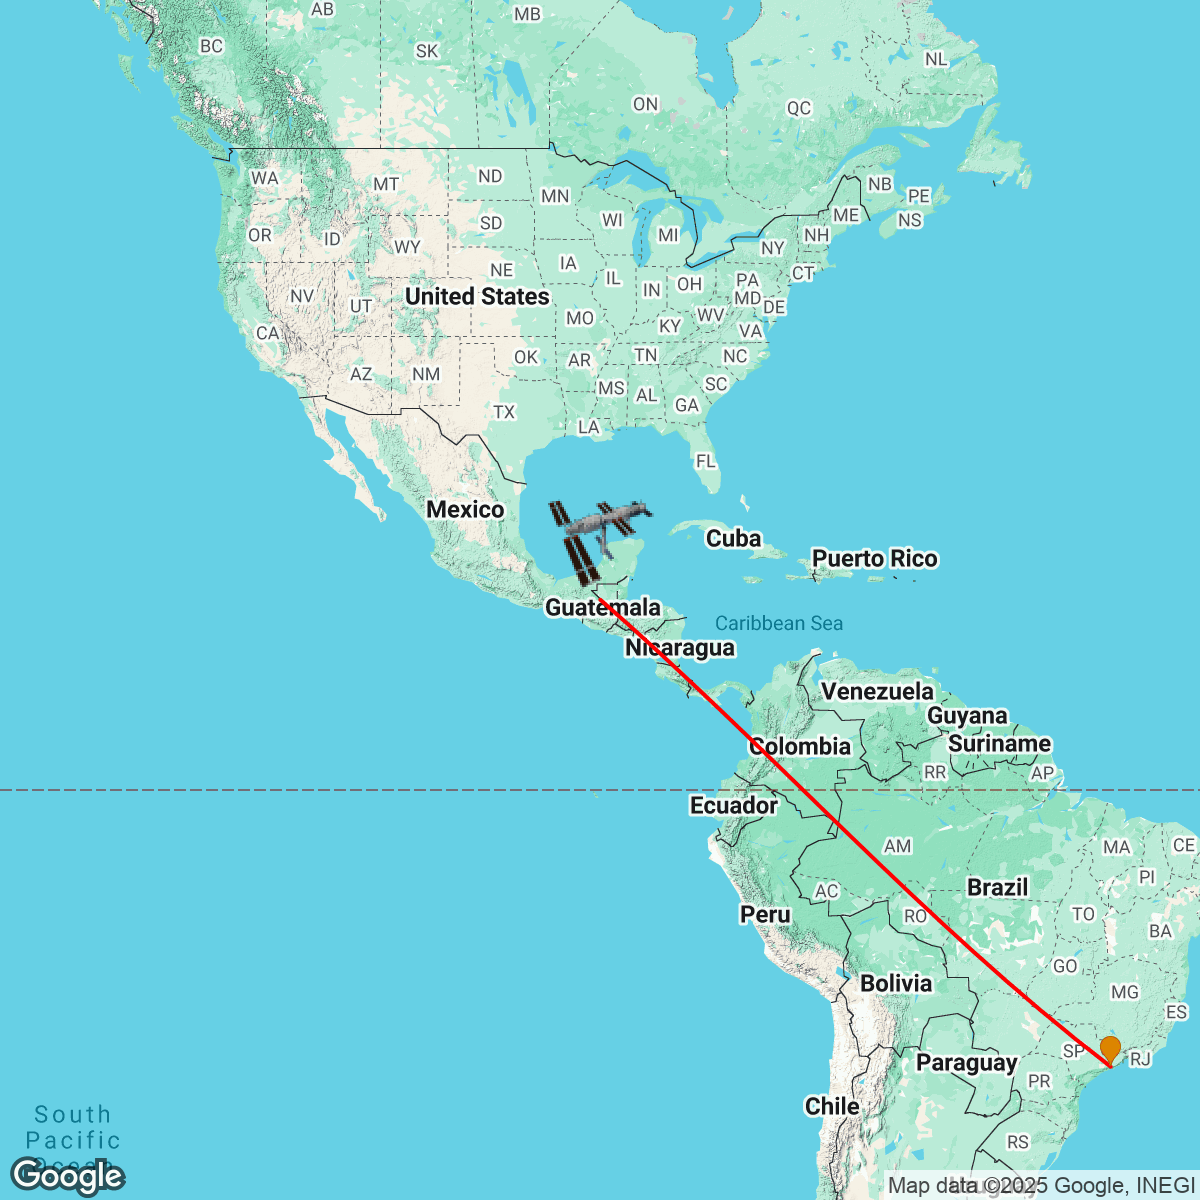 AB
MB
BC
SK
NL
ON
QC
WA
MT
ND
MN
NB
PE
NS
ME
OR
ID
WY
SD
WI
MI
NH
NY
CT
NE
IA
IL
IN
OH
PA
MD
DE
NV
UT
United States
MO
KY
WV
VA
CA
AZ
NM
OK
AR
TN
NC
TX
MS
AL
GA
SC
LA
FL
Mexico
Cuba
Puerto Rico
Guatemala
Caribbean Sea
Nicaragua
Venezuela
Guyana
Suriname
Colombia
RR
AP
Ecuador
AM
MA
CE
PI
AC
Brazil
Peru
RO
TO
BA
GO
Bolivia
MG
ES
SP
RJ
Paraguay
PR
Chile
RS
South
Pacific
Google
Map data ©2025 Google, INEGI